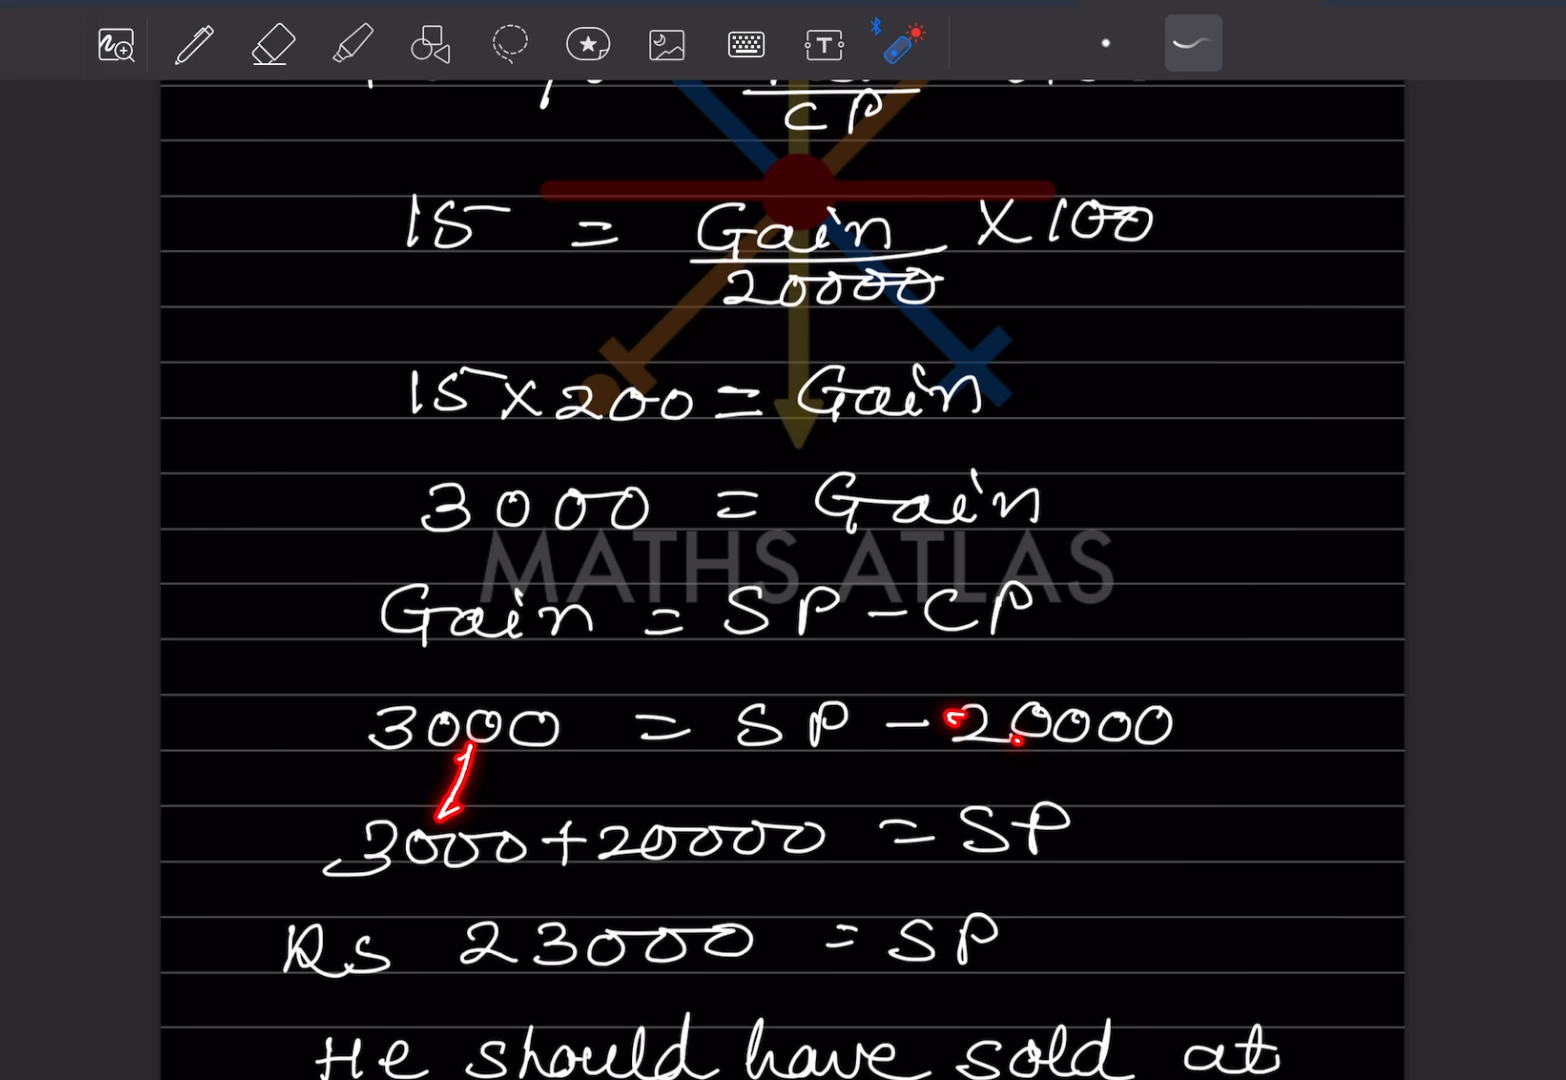 CP
15 = Gain × 100
20000
15 × 200 = Gain
3000 = Gain
MATHS ATLAS
Gain = SP - CP
3000 = SP - 20000
3000 + 20000 = SP
Rs 23000 = SP
He should have sold at